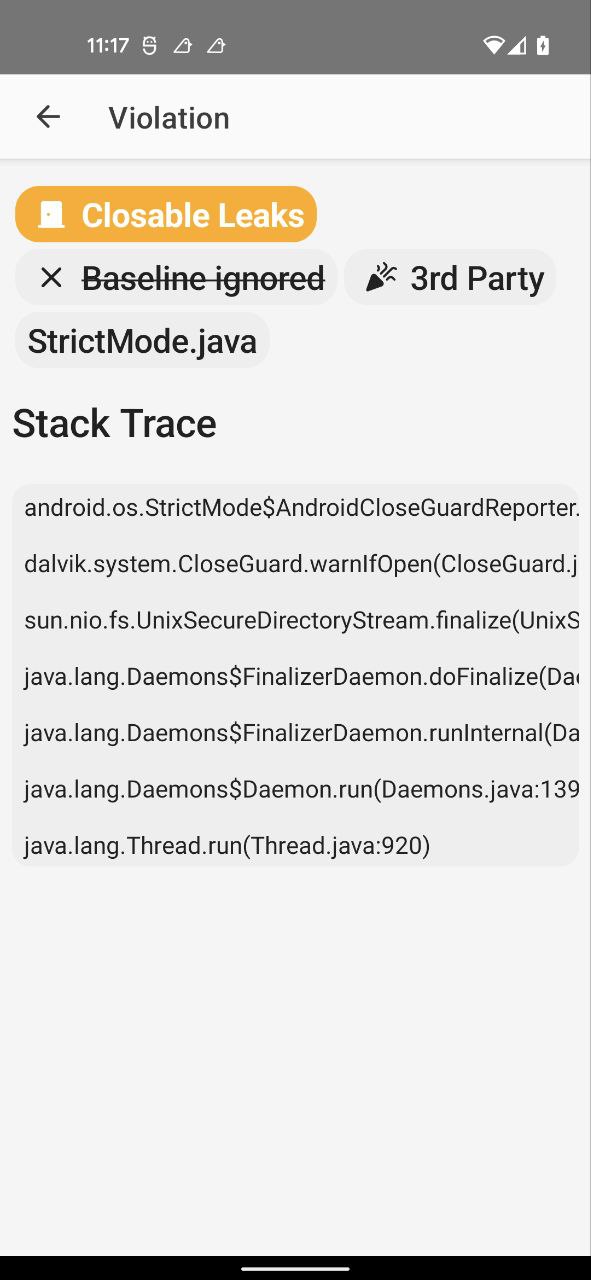 11:17
Violation
Closable Leaks
Baseline ignored 3rd Party
StrictMode.java
Stack Trace
android.os.StrictMode$AndroidCloseGuardReporter.
dalvik.system.CloseGuard.warnIfOpen(CloseGuard.j
sun.nio.fs.UnixSecureDirectoryStream.finalize(UnixS
java.lang.Daemons$FinalizerDaemon.doFinalize(Dae
java.lang.Daemons$FinalizerDaemon.runInternal(Da
java.lang.Daemons$Daemon.run(Daemons.java:139
java.lang.Thread.run(Thread.java:920)